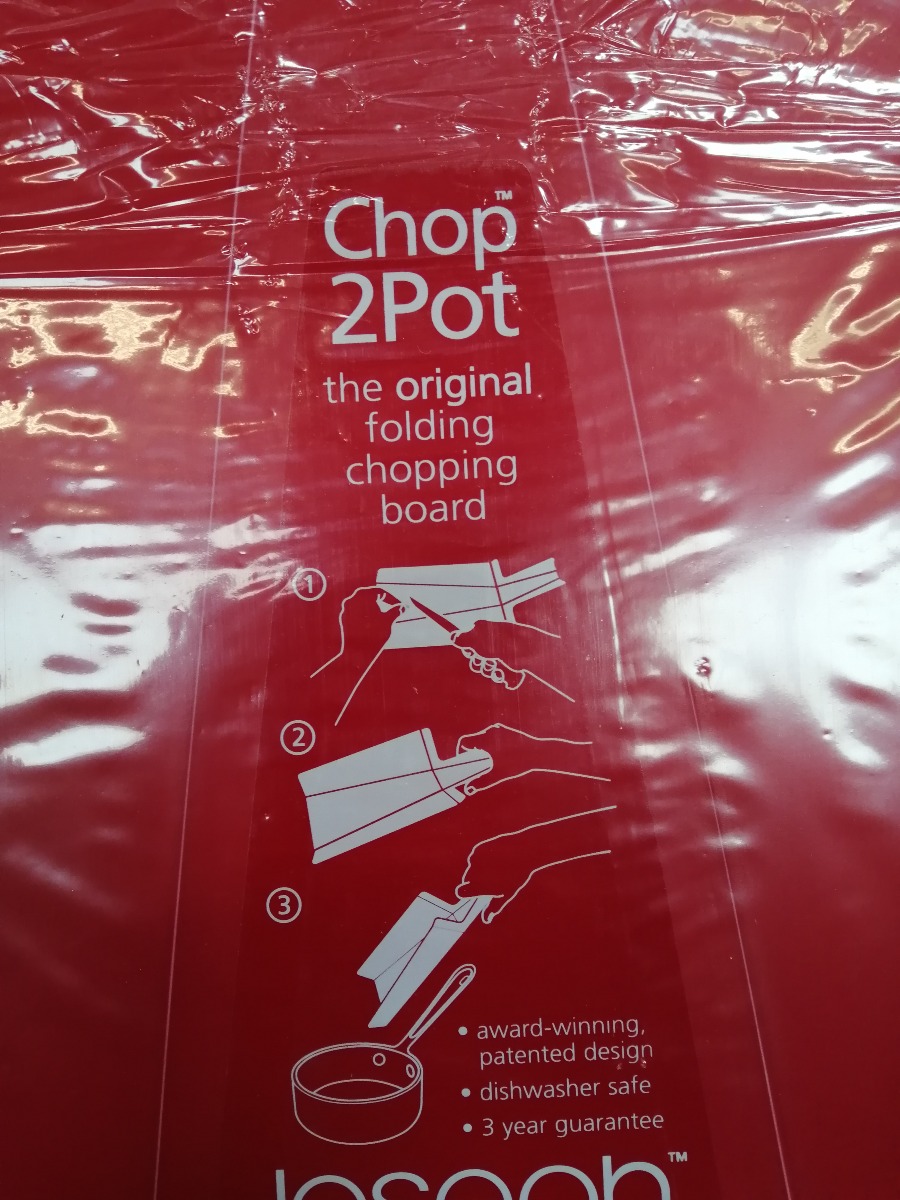 Chop™
2Pot
the original
folding
chopping
board
1
2
3
• award-winning,
patented design
• dishwasher safe
• 3 year guarantee
Joseph™